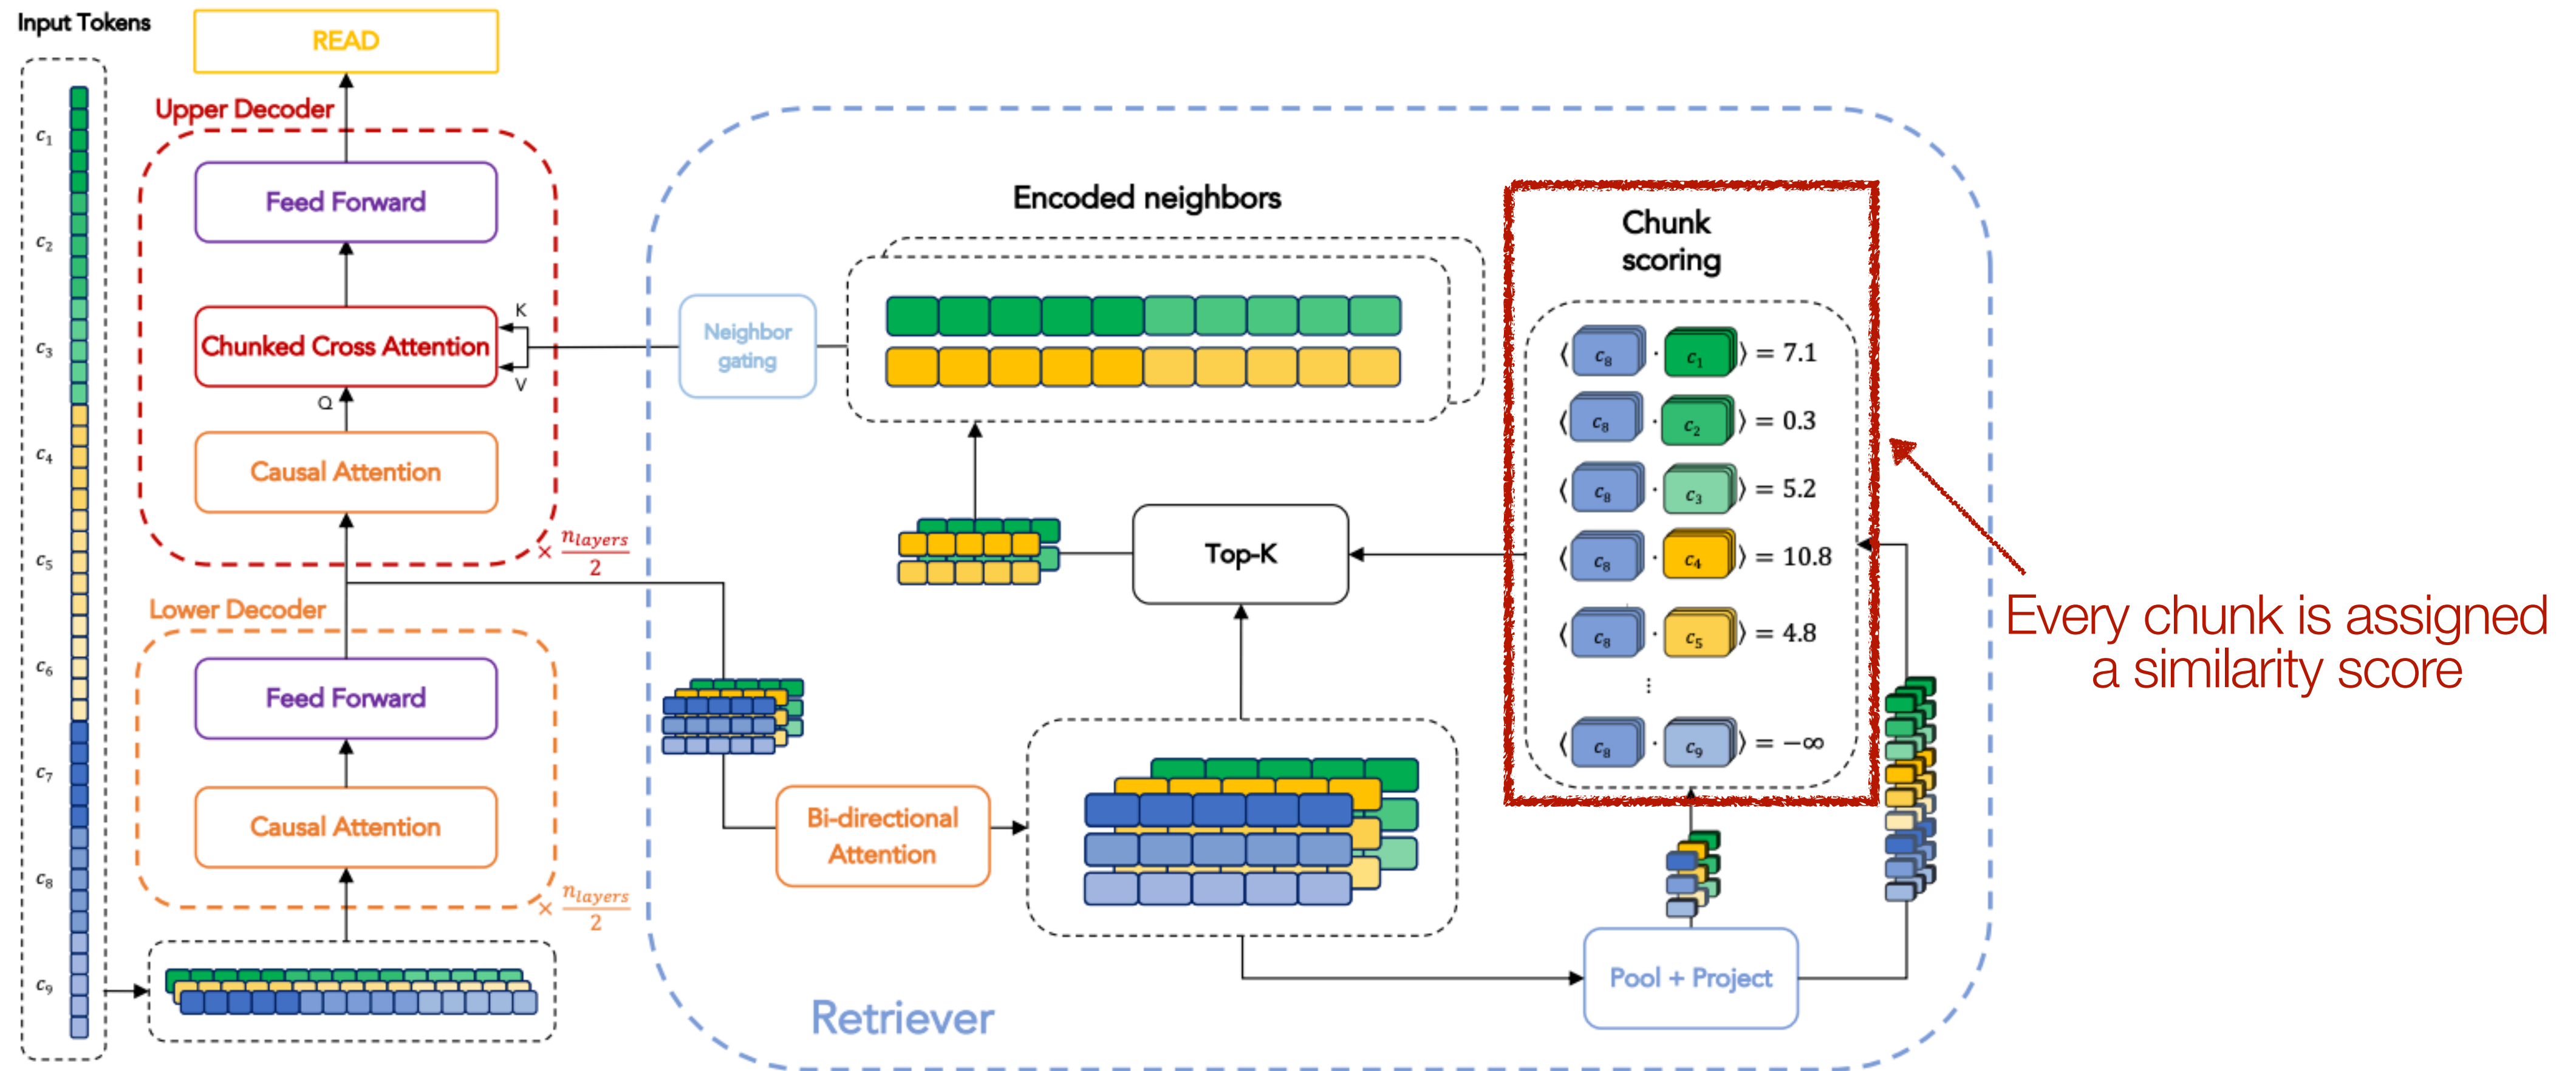 Input Tokens
c1
c2
c3
c4
c5
c6
c7
c8
c9
READ
Upper Decoder
Feed Forward
Chunked Cross Attention
K
V
Q
Causal Attention
× n_layers / 2
Lower Decoder
Feed Forward
Causal Attention
× n_layers / 2
Retriever
Neighbor
gating
Encoded neighbors
Top-K
Bi-directional
Attention
Pool + Project
Chunk
scoring
⟨ c8 · c1 ⟩ = 7.1
⟨ c8 · c2 ⟩ = 0.3
⟨ c8 · c3 ⟩ = 5.2
⟨ c8 · c4 ⟩ = 10.8
⟨ c8 · c5 ⟩ = 4.8
⋮
⟨ c8 · c9 ⟩ = −∞
Every chunk is assigned
a similarity score